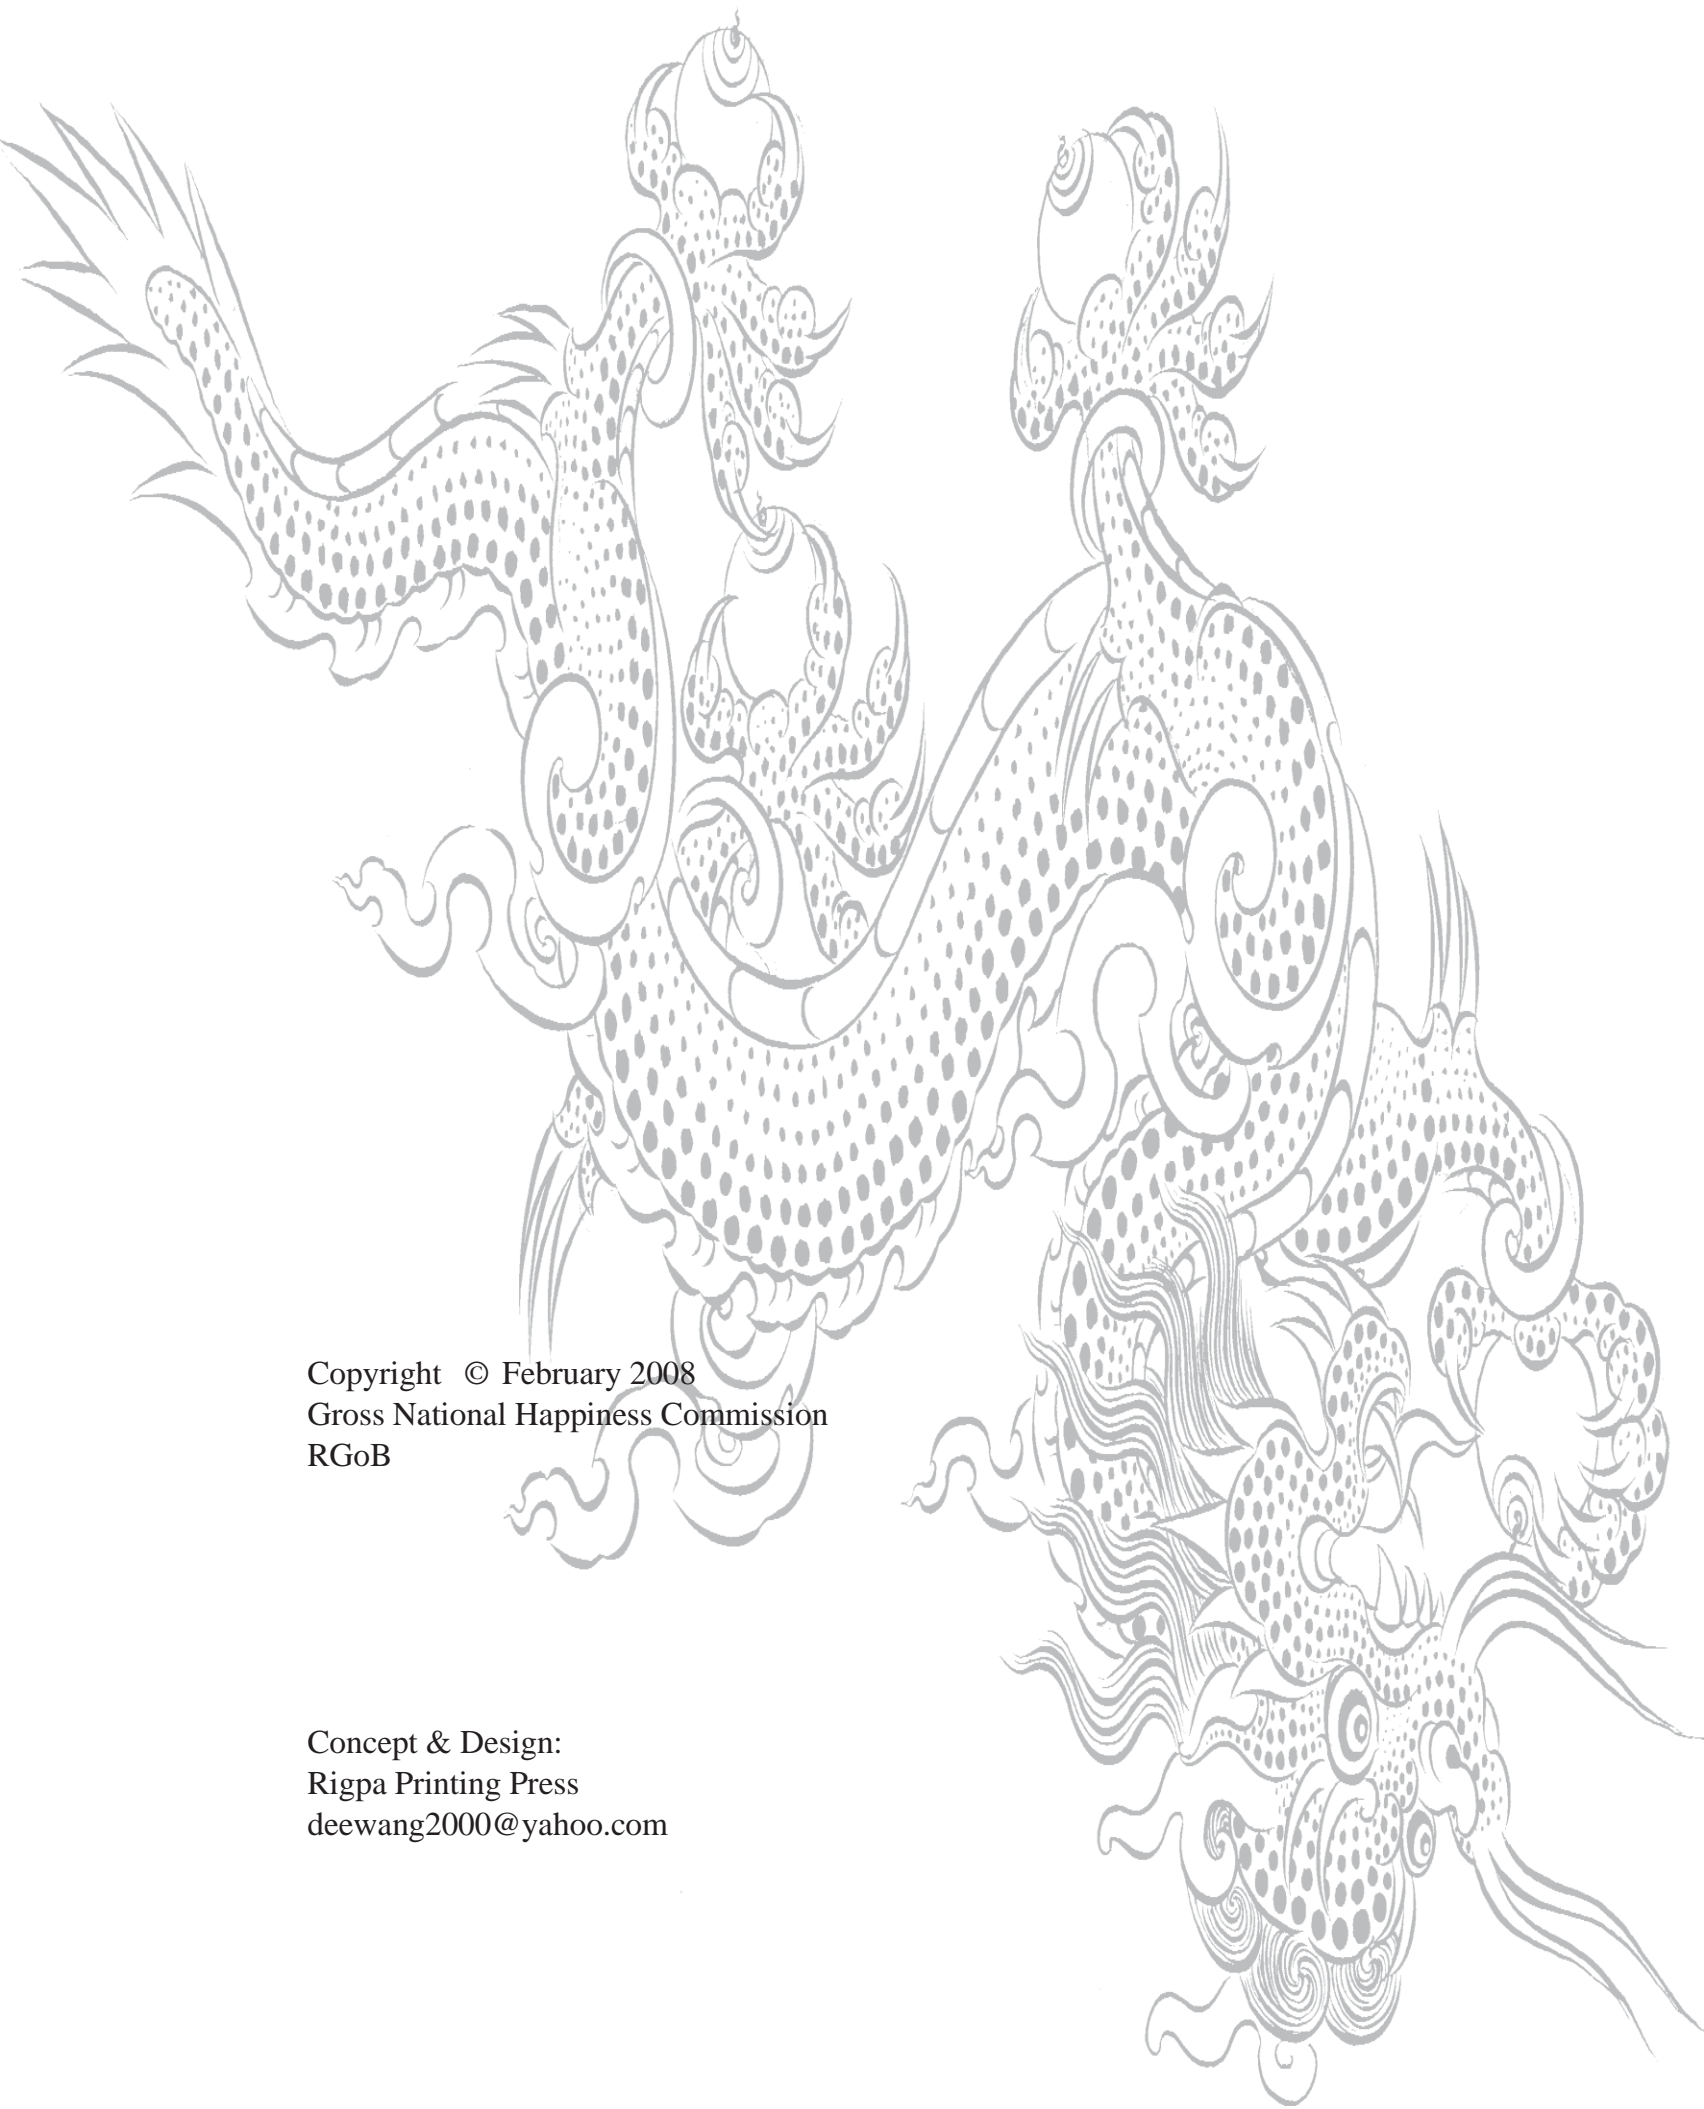 Copyright © February 2008
Gross National Happiness Commission
RGoB
Concept & Design:
Rigpa Printing Press
deewang2000@yahoo.com